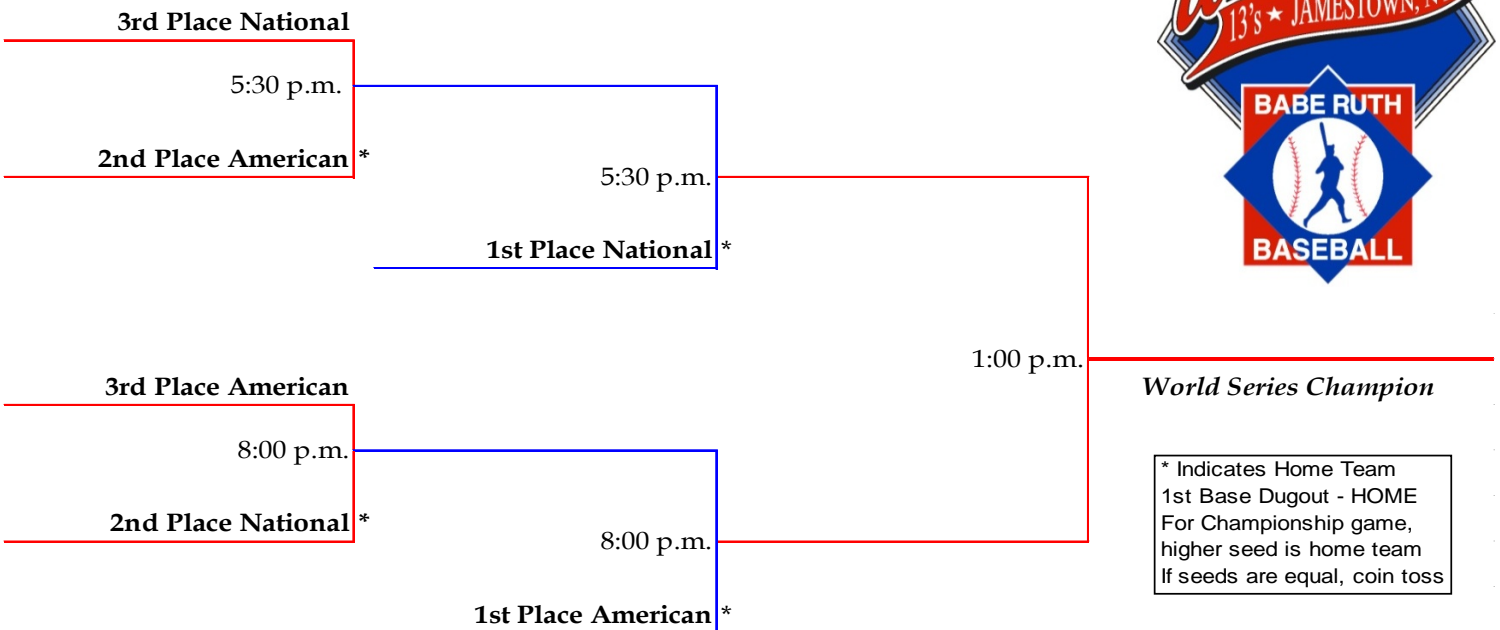 3rd Place National
5:30 p.m.
2nd Place American *
5:30 p.m.
1st Place National *
3rd Place American
8:00 p.m.
2nd Place National *
8:00 p.m.
1st Place American *
1:00 p.m.
World Series Champion
13's ★ JAMESTOWN,
BABE RUTH
BASEBALL
* Indicates Home Team
1st Base Dugout - HOME
For Championship game,
higher seed is home team
If seeds are equal, coin toss